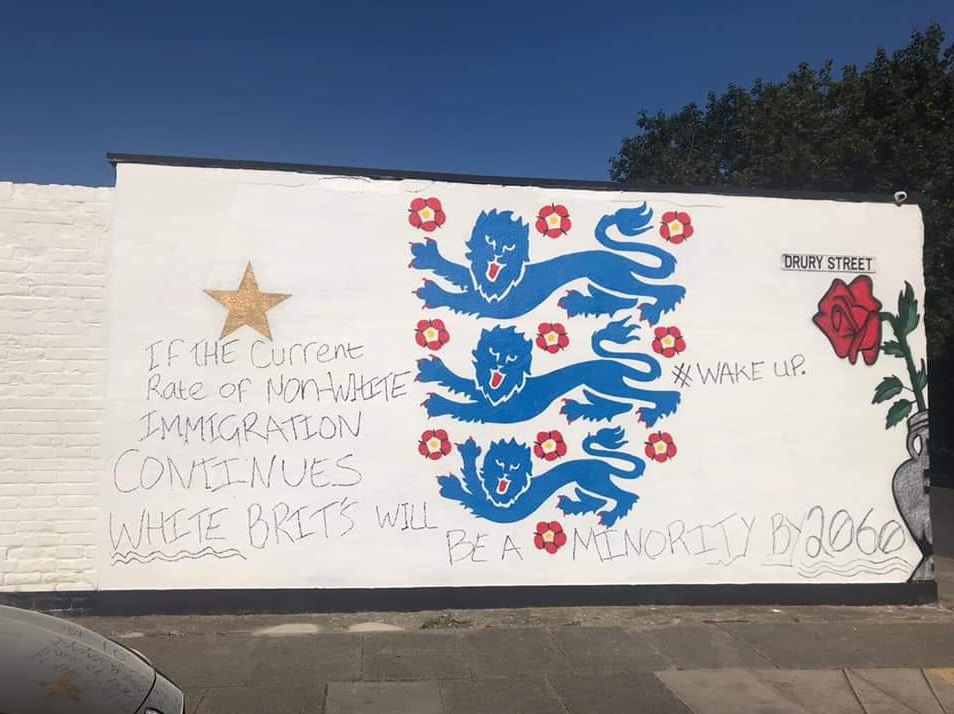 DRURY STREET
IF THE Current
Rate of NON-WHITE
IMMIGRATION
CONTINUES
WHITE BRIT'S WILL
BE A MINORITY BY 2060
# WAKE UP.